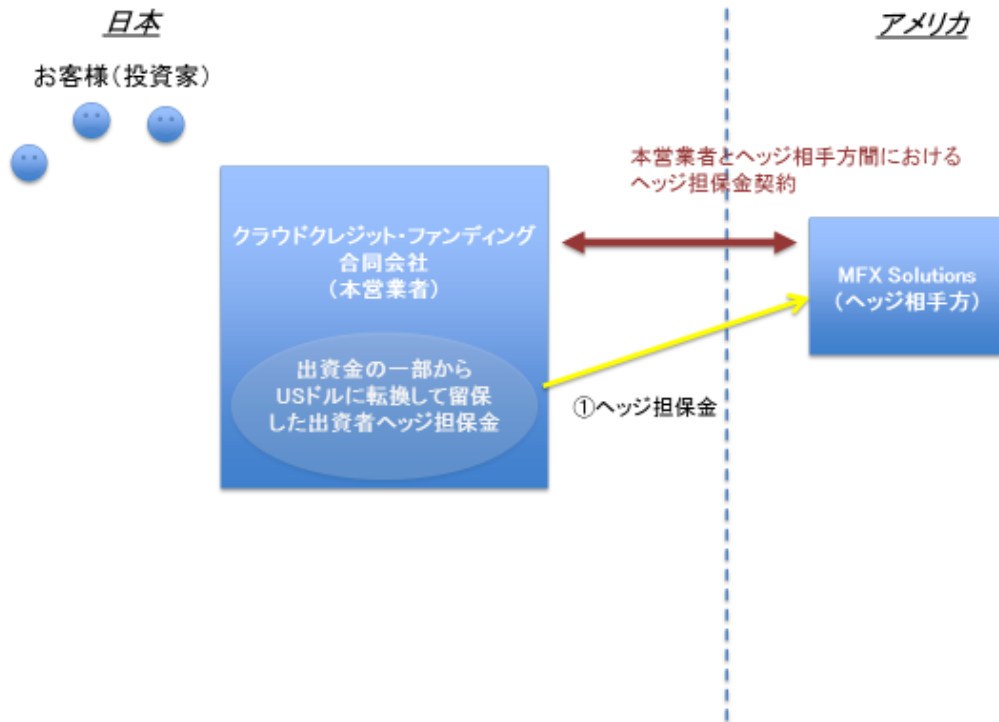 日本
アメリカ
お客様(投資家)
本営業者とヘッジ相手方間における
ヘッジ担保金契約
クラウドクレジット・ファンディング
合同会社
(本営業者)
MFX Solutions
(ヘッジ相手方)
出資金の一部から
USドルに転換して留保
した出資者ヘッジ担保金
①ヘッジ担保金